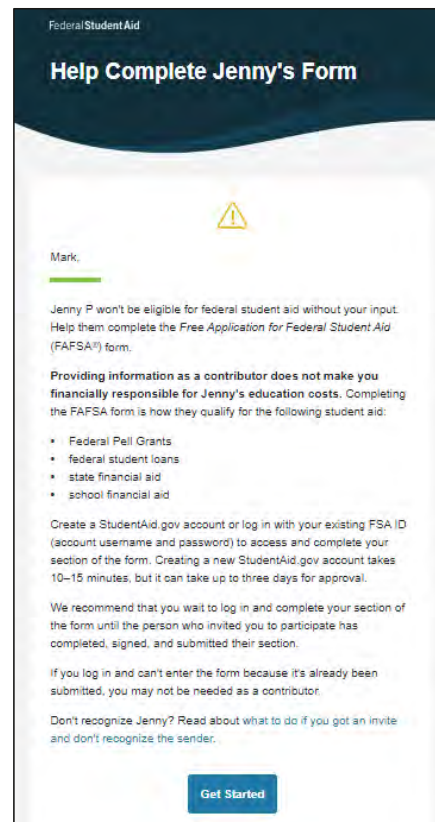 Federal Student Aid
Help Complete Jenny's Form
Mark,
Jenny P won't be eligible for federal student aid without your input.
Help them complete the Free Application for Federal Student Aid
(FAFSA®) form.
Providing information as a contributor does not make you
financially responsible for Jenny's education costs. Completing
the FAFSA form is how they qualify for the following student aid:
▪ Federal Pell Grants
▪ federal student loans
▪ state financial aid
▪ school financial aid
Create a StudentAid.gov account or log in with your existing FSA ID
(account username and password) to access and complete your
section of the form. Creating a new StudentAid.gov account takes
10–15 minutes, but it can take up to three days for approval.
We recommend that you wait to log in and complete your section of
the form until the person who invited you to participate has
completed, signed, and submitted their section.
If you log in and can't enter the form because it's already been
submitted, you may not be needed as a contributor.
Don't recognize Jenny? Read about what to do if you got an invite
and don't recognize the sender.
Get Started